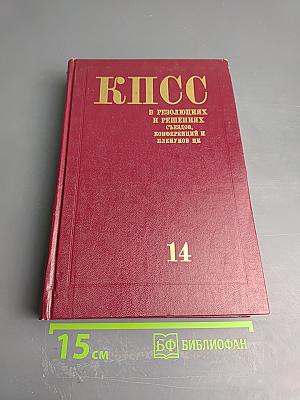 КПСС
В РЕЗОЛЮЦИЯХ
И РЕШЕНИЯХ
СЪЕЗДОВ,
КОНФЕРЕНЦИЙ И
ПЛЕНУМОВ ЦК
14
15 см
БФ БИБЛИОФАН